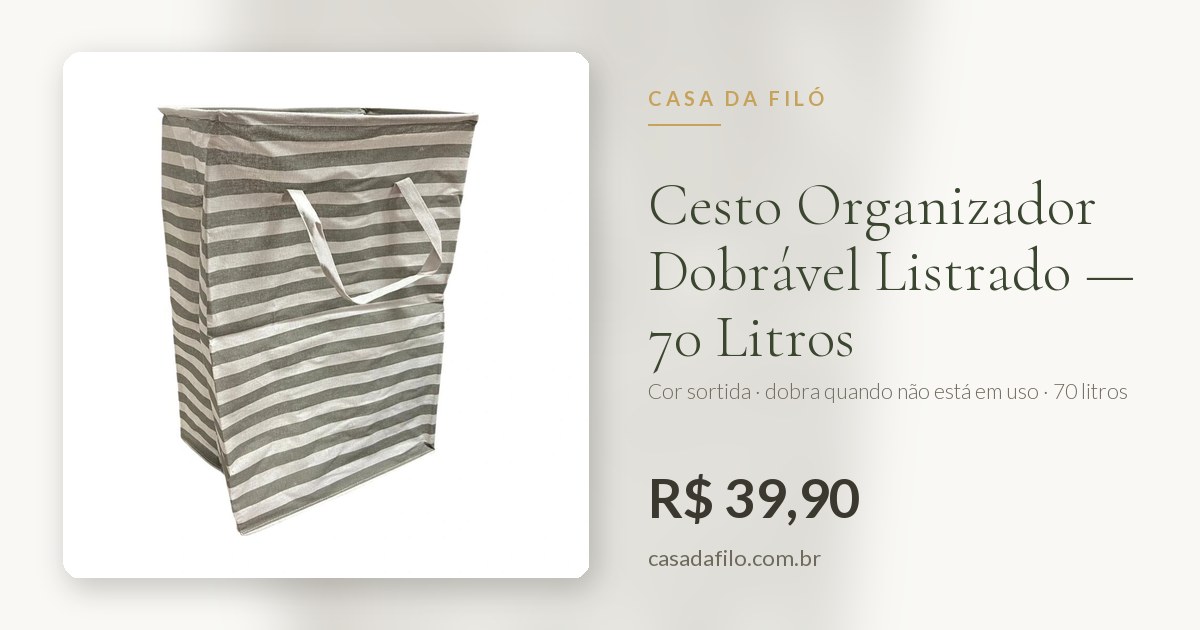 CASA DA FILÓ
Cesto Organizador
Dobrável Listrado —
70 Litros
Cor sortida · dobra quando não está em uso · 70 litros
R$ 39,90
casadafilo.com.br